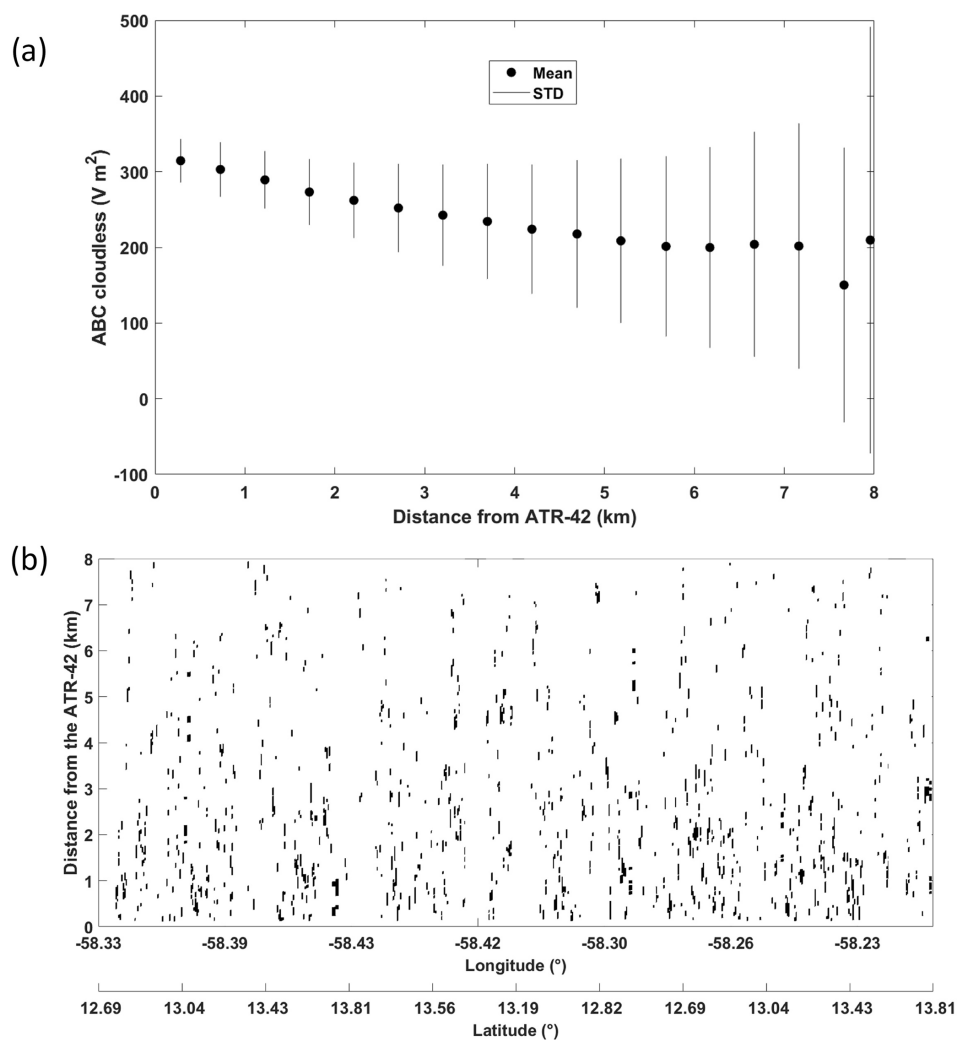 (a)
500
400
300
200
100
0
-100
ABC cloudless (V m²)
Mean
STD
0 1 2 3 4 5 6 7 8
Distance from ATR-42 (km)
(b)
8
7
6
5
4
3
2
1
0
Distance from the ATR-42 (km)
-58.33 -58.39 -58.43 -58.42 -58.30 -58.26 -58.23
Longitude (°)
12.69 13.04 13.43 13.81 13.56 13.19 12.82 12.69 13.04 13.43 13.81
Latitude (°)